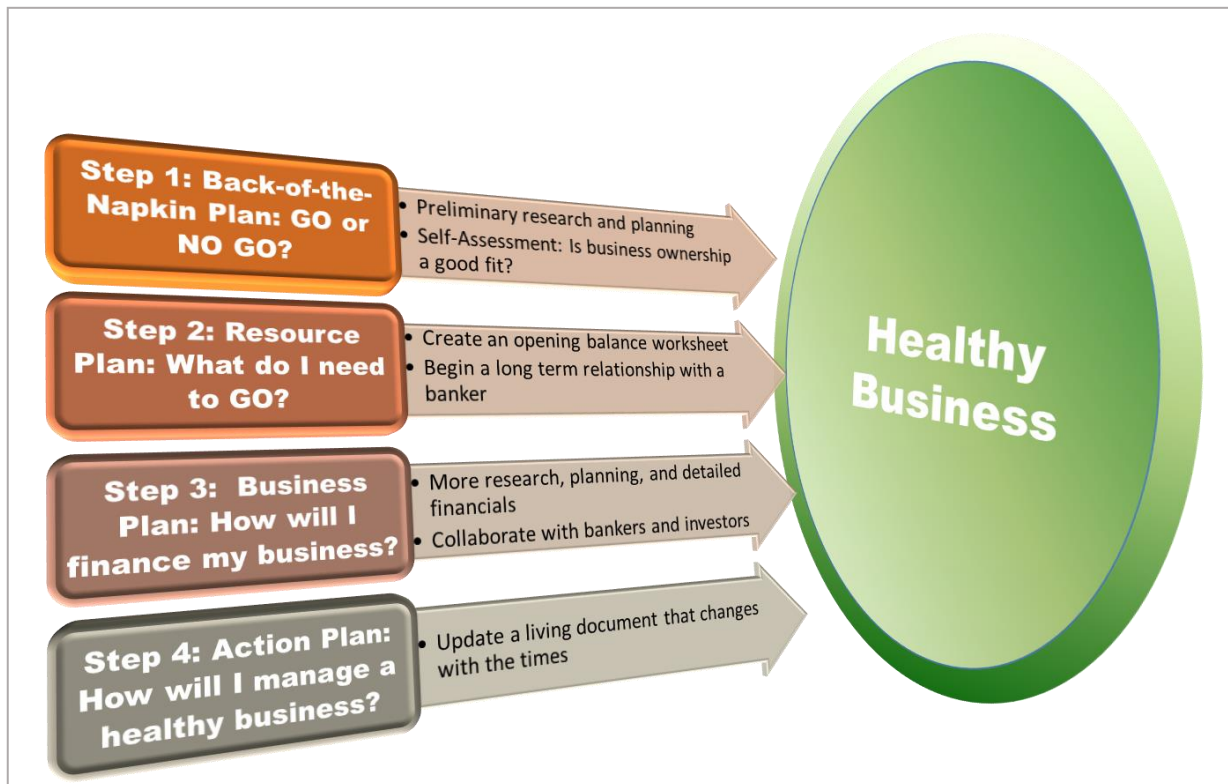 Step 1: Back-of-the-
Napkin Plan: GO or
NO GO?
• Preliminary research and planning
• Self-Assessment: Is business ownership
a good fit?
Step 2: Resource
Plan: What do I need
to GO?
• Create an opening balance worksheet
• Begin a long term relationship with a
banker
Step 3:  Business
Plan: How will I
finance my business?
• More research, planning, and detailed
financials
• Collaborate with bankers and investors
Step 4: Action Plan:
How will I manage a
healthy business?
• Update a living document that changes
with the times
Healthy
Business